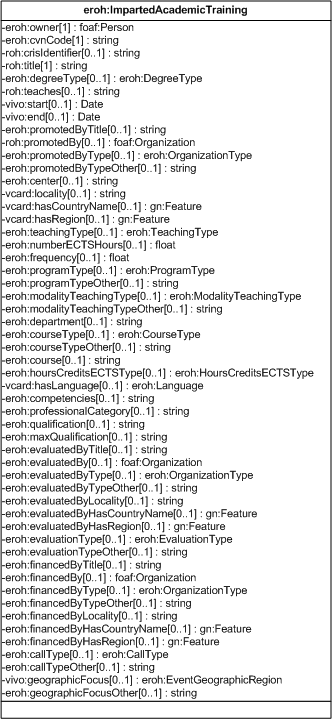 eroh:ImpartedAcademicTraining
-eroh:owner[1] : foaf:Person
-eroh:cvnCode[1] : string
-roh:crisIdentifier[0..1] : string
-roh:title[1] : string
-eroh:degreeType[0..1] : eroh:DegreeType
-roh:teaches[0..1] : string
-vivo:start[0..1] : Date
-vivo:end[0..1] : Date
-eroh:promotedByTitle[0..1] : string
-roh:promotedBy[0..1] : foaf:Organization
-eroh:promotedByType[0..1] : eroh:OrganizationType
-eroh:promotedByTypeOther[0..1] : string
-eroh:center[0..1] : string
-vcard:locality[0..1] : string
-vcard:hasCountryName[0..1] : gn:Feature
-vcard:hasRegion[0..1] : gn:Feature
-eroh:teachingType[0..1] : eroh:TeachingType
-eroh:numberECTSHours[0..1] : float
-eroh:frequency[0..1] : float
-eroh:programType[0..1] : eroh:ProgramType
-eroh:programTypeOther[0..1] : string
-eroh:modalityTeachingType[0..1] : eroh:ModalityTeachingType
-eroh:modalityTeachingTypeOther[0..1] : string
-eroh:department[0..1] : string
-eroh:courseType[0..1] : eroh:CourseType
-eroh:courseTypeOther[0..1] : string
-eroh:course[0..1] : string
-eroh:hoursCreditsECTSType[0..1] : eroh:HoursCreditsECTSType
-vcard:hasLanguage[0..1] : eroh:Language
-eroh:competencies[0..1] : string
-eroh:professionalCategory[0..1] : string
-eroh:qualification[0..1] : string
-eroh:maxQualification[0..1] : string
-eroh:evaluatedByTitle[0..1] : string
-eroh:evaluatedBy[0..1] : foaf:Organization
-eroh:evaluatedByType[0..1] : eroh:OrganizationType
-eroh:evaluatedByTypeOther[0..1] : string
-eroh:evaluatedByLocality[0..1] : string
-eroh:evaluatedByHasCountryName[0..1] : gn:Feature
-eroh:evaluatedByHasRegion[0..1] : gn:Feature
-eroh:evaluationType[0..1] : eroh:EvaluationType
-eroh:evaluationTypeOther[0..1] : string
-eroh:financedByTitle[0..1] : string
-eroh:financedBy[0..1] : foaf:Organization
-eroh:financedByType[0..1] : eroh:OrganizationType
-eroh:financedByTypeOther[0..1] : string
-eroh:financedByLocality[0..1] : string
-eroh:financedByHasCountryName[0..1] : gn:Feature
-eroh:financedByHasRegion[0..1] : gn:Feature
-eroh:callType[0..1] : eroh:CallType
-eroh:callTypeOther[0..1] : string
-vivo:geographicFocus[0..1] : eroh:EventGeographicRegion
-eroh:geographicFocusOther[0..1] : string